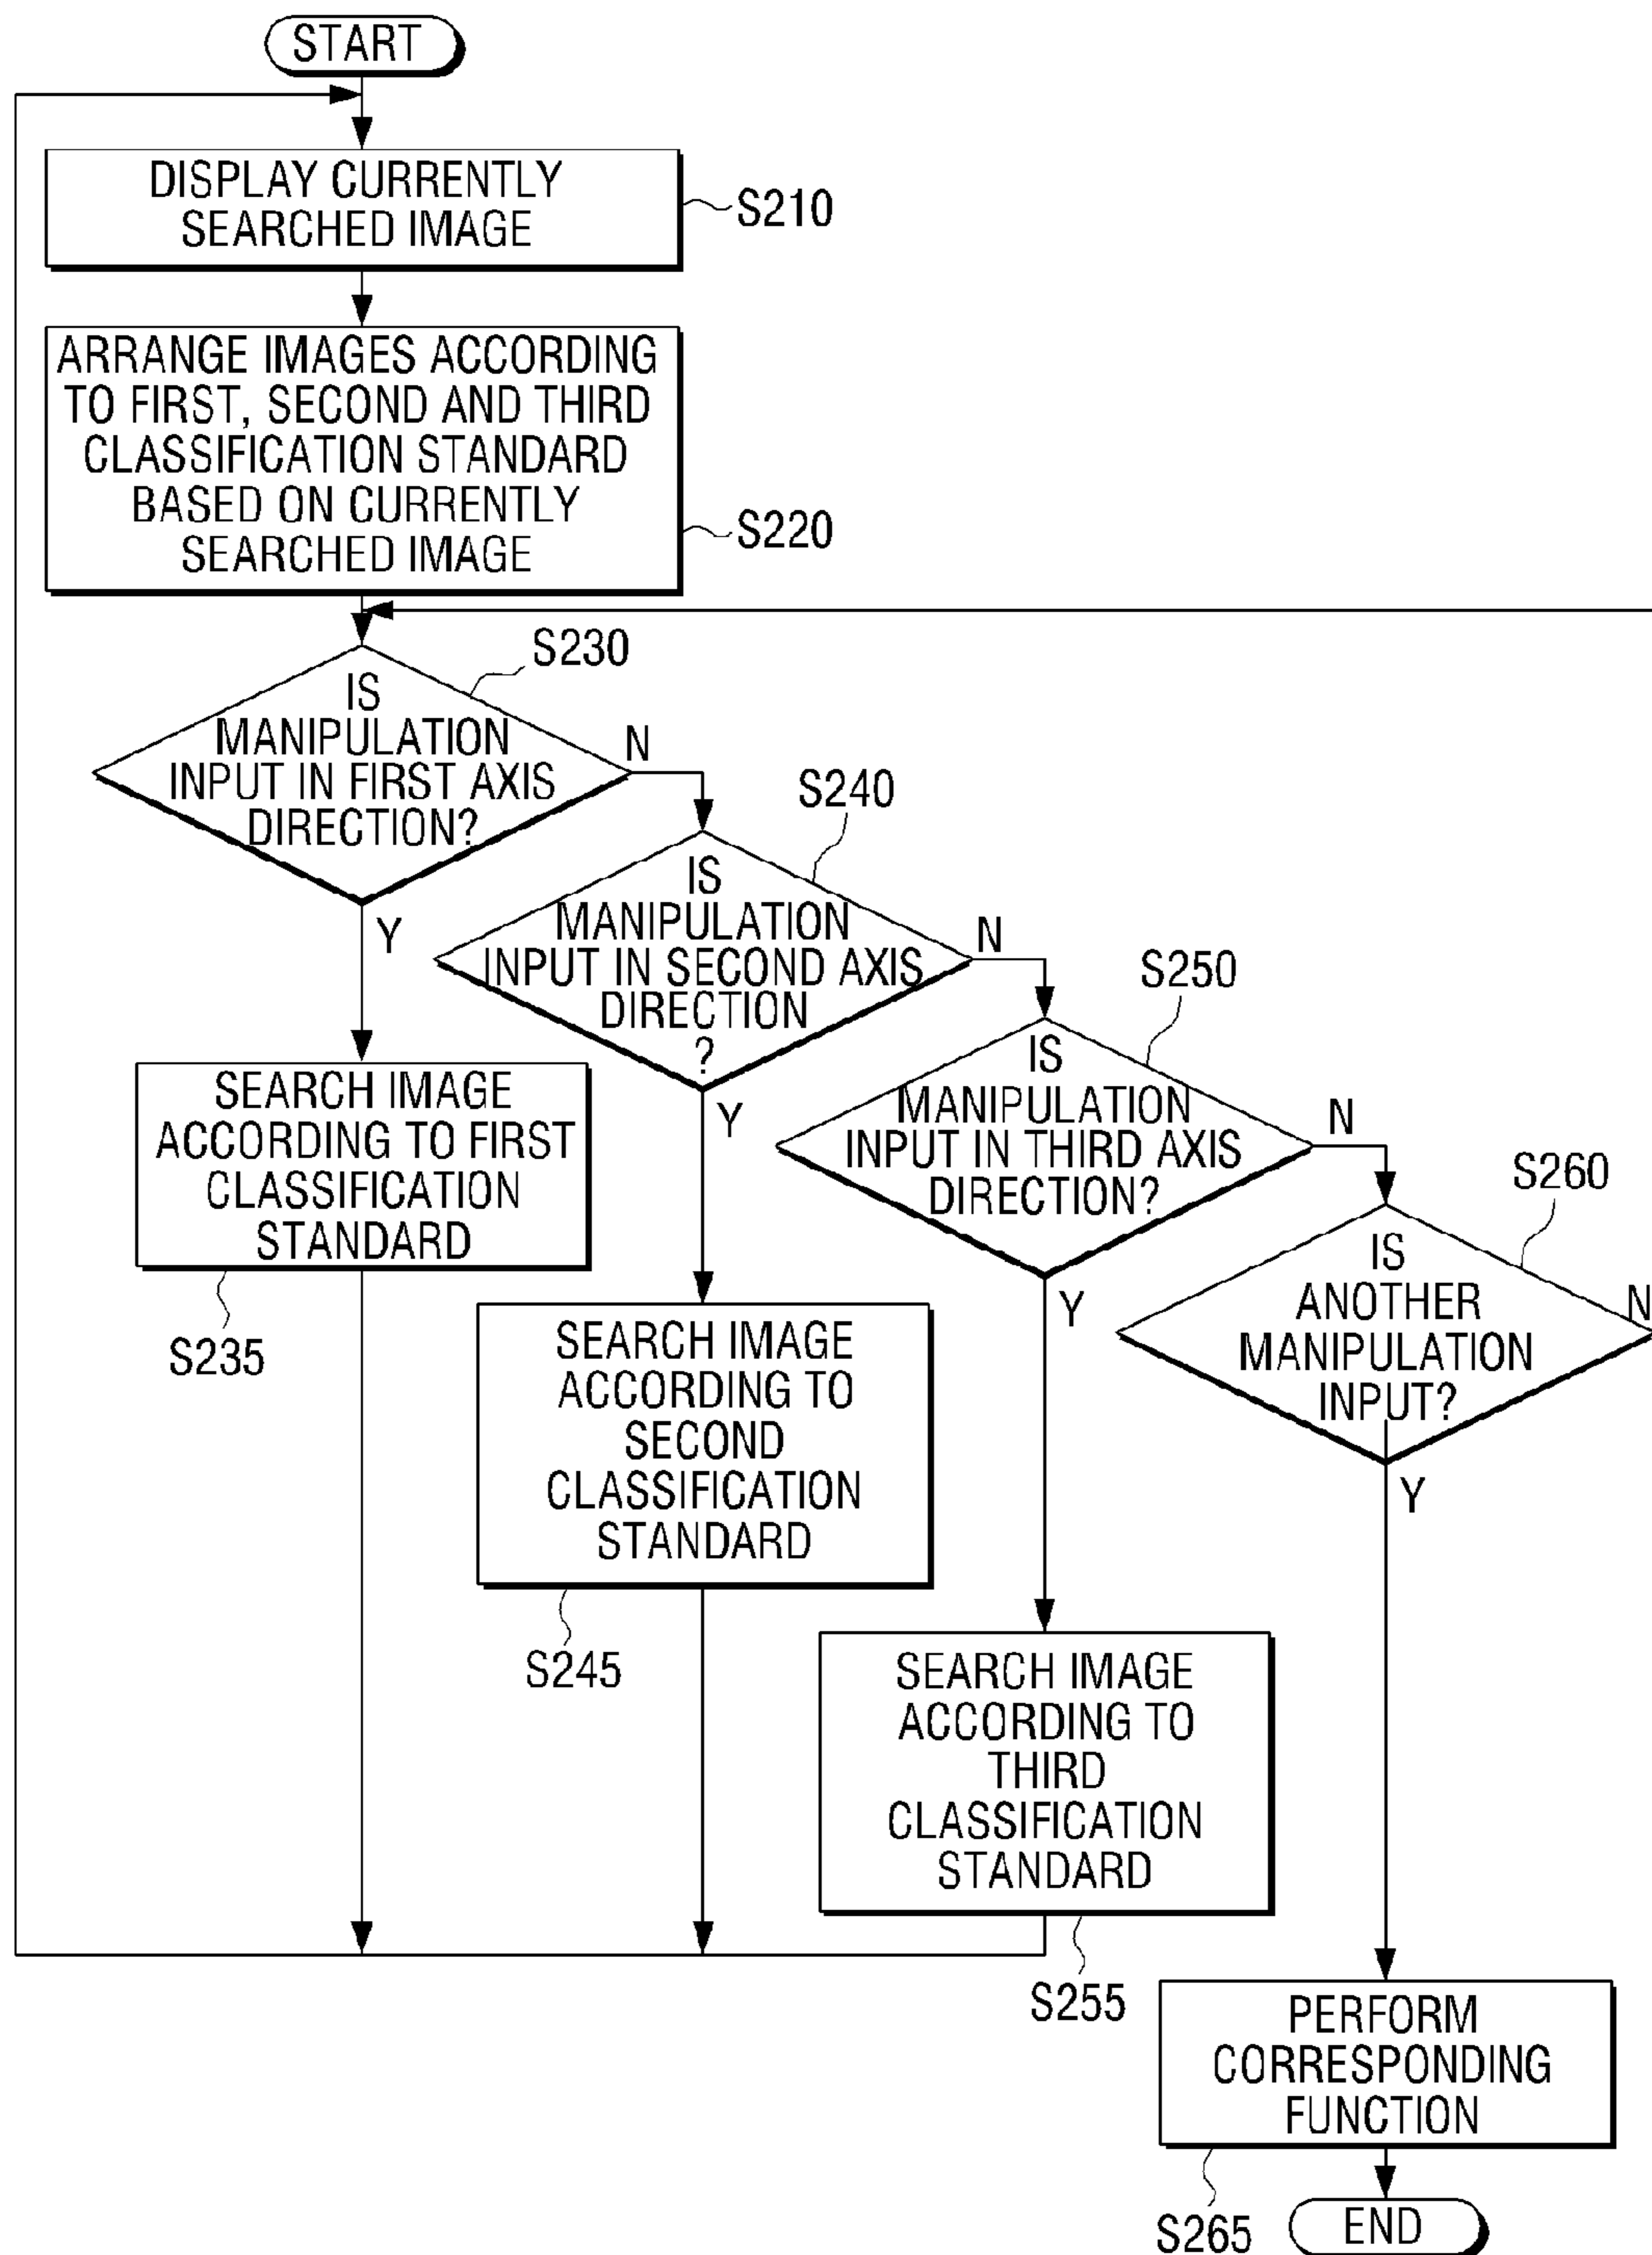 START
DISPLAY CURRENTLY
SEARCHED IMAGE
S210
ARRANGE IMAGES ACCORDING
TO FIRST, SECOND AND THIRD
CLASSIFICATION STANDARD
BASED ON CURRENTLY
SEARCHED IMAGE
S220
S230
IS
MANIPULATION
INPUT IN FIRST AXIS
DIRECTION?
N
Y
S240
IS
MANIPULATION
INPUT IN SECOND AXIS
DIRECTION
?
N
Y
S250
IS
MANIPULATION
INPUT IN THIRD AXIS
DIRECTION?
N
Y
S260
IS
ANOTHER
MANIPULATION
INPUT?
N
Y
SEARCH IMAGE
ACCORDING TO FIRST
CLASSIFICATION
STANDARD
S235
SEARCH IMAGE
ACCORDING TO
SECOND
CLASSIFICATION
STANDARD
S245
SEARCH IMAGE
ACCORDING TO
THIRD
CLASSIFICATION
STANDARD
S255
PERFORM
CORRESPONDING
FUNCTION
S265
END